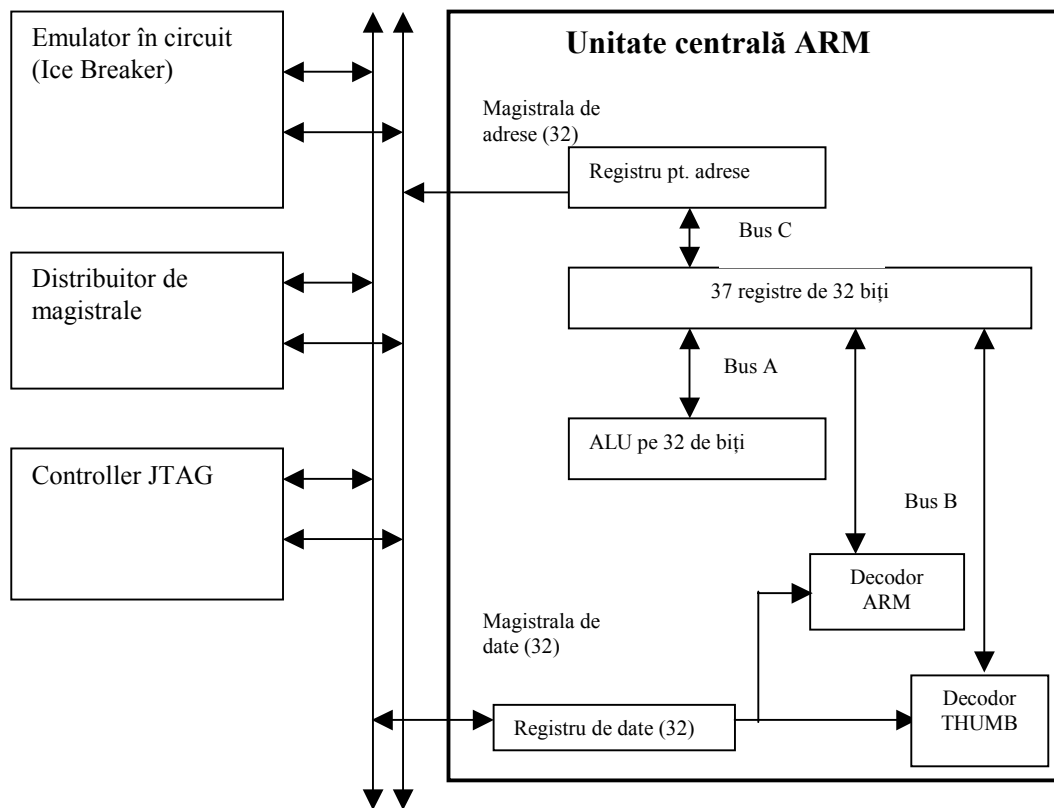 Emulator în circuit
(Ice Breaker)
Unitate centrală ARM
Magistrala de
adrese (32)
Registru pt. adrese
Bus C
Distribuitor de
magistrale
37 registre de 32 biți
Bus A
ALU pe 32 de biți
Controller JTAG
Bus B
Decodor
ARM
Magistrala de
date (32)
Registru de date (32)
Decodor
THUMB